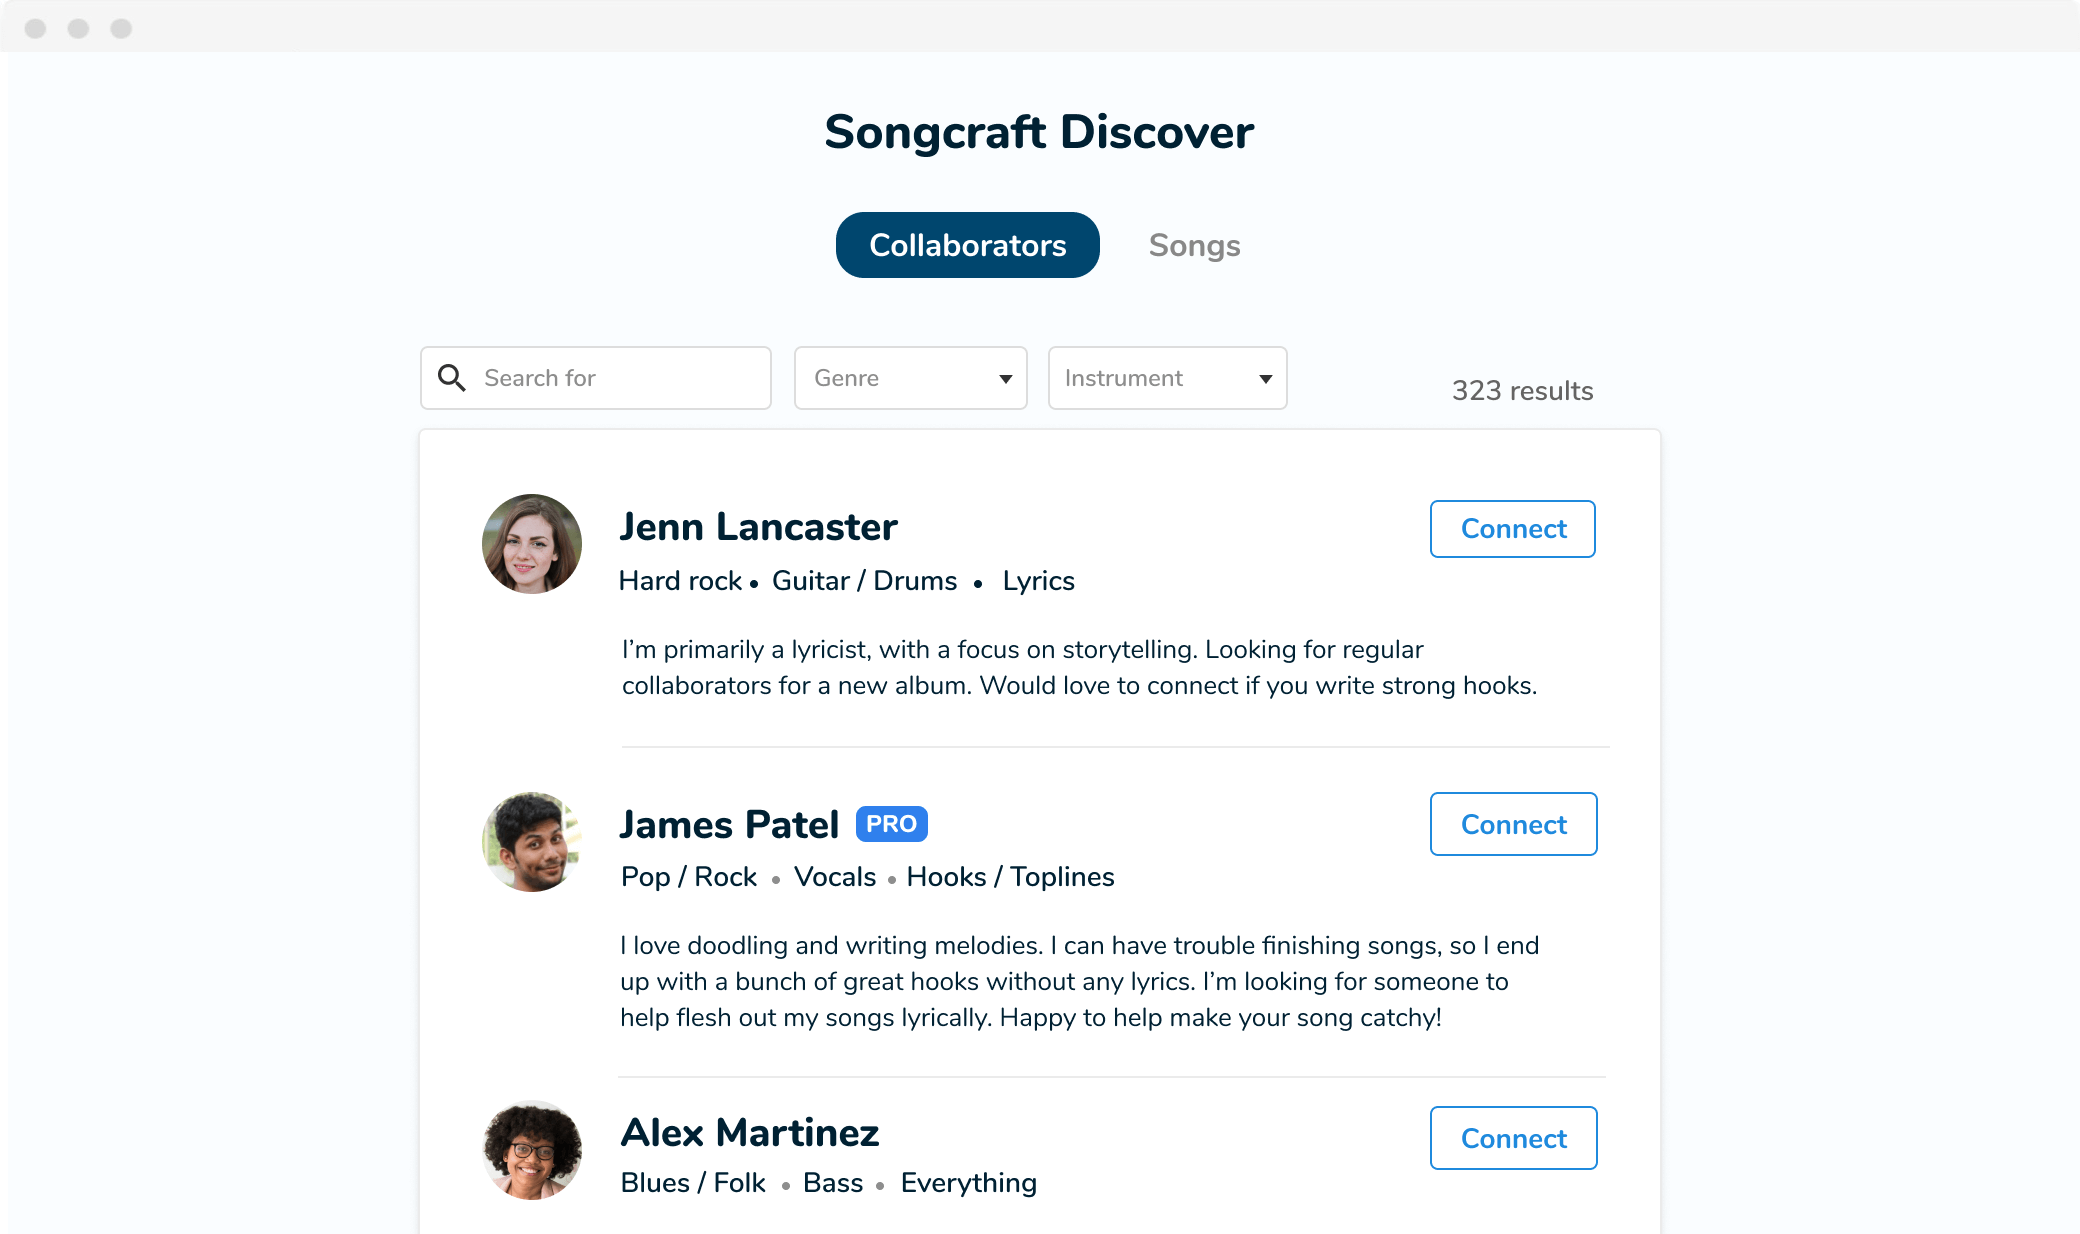 Songcraft Discover
Collaborators Songs
Search for Genre Instrument 323 results
Jenn Lancaster Connect
Hard rock • Guitar / Drums • Lyrics
I’m primarily a lyricist, with a focus on storytelling. Looking for regular
collaborators for a new album. Would love to connect if you write strong hooks.
James Patel PRO Connect
Pop / Rock • Vocals • Hooks / Toplines
I love doodling and writing melodies. I can have trouble finishing songs, so I end
up with a bunch of great hooks without any lyrics. I’m looking for someone to
help flesh out my songs lyrically. Happy to help make your song catchy!
Alex Martinez Connect
Blues / Folk • Bass • Everything